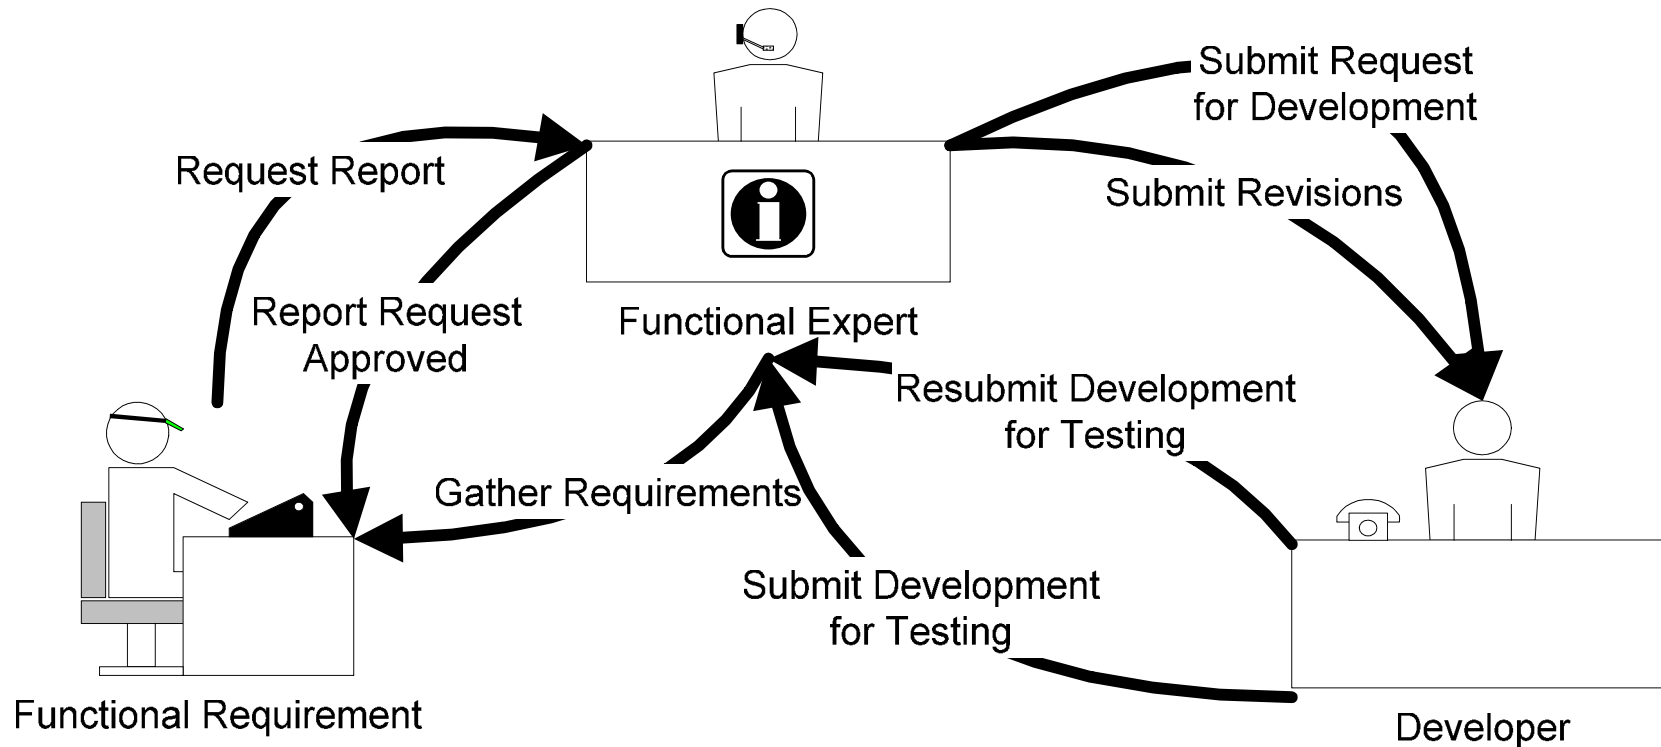 Submit Request
for Development
Request Report
Submit Revisions
Report Request
Approved
Functional Expert
Resubmit Development
for Testing
Gather Requirements
Submit Development
for Testing
Functional Requirement
Developer